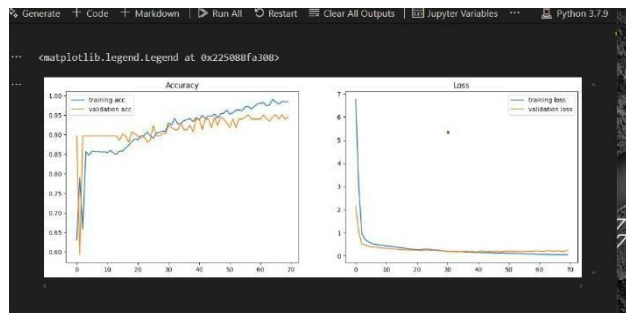 Generate + Code + Markdown | Run All Restart Clear All Outputs | Jupyter Variables ... Python 3.7.9
... <matplotlib.legend.Legend at 0x225088fa308>
...
Accuracy
training acc
validation acc
1.00
0.95
0.90
0.85
0.80
0.75
0.70
0.65
0.60
0 10 20 30 40 50 60 70
Loss
training loss
validation loss
7
6
5
4
3
2
1
0
0 10 20 30 40 50 60 70